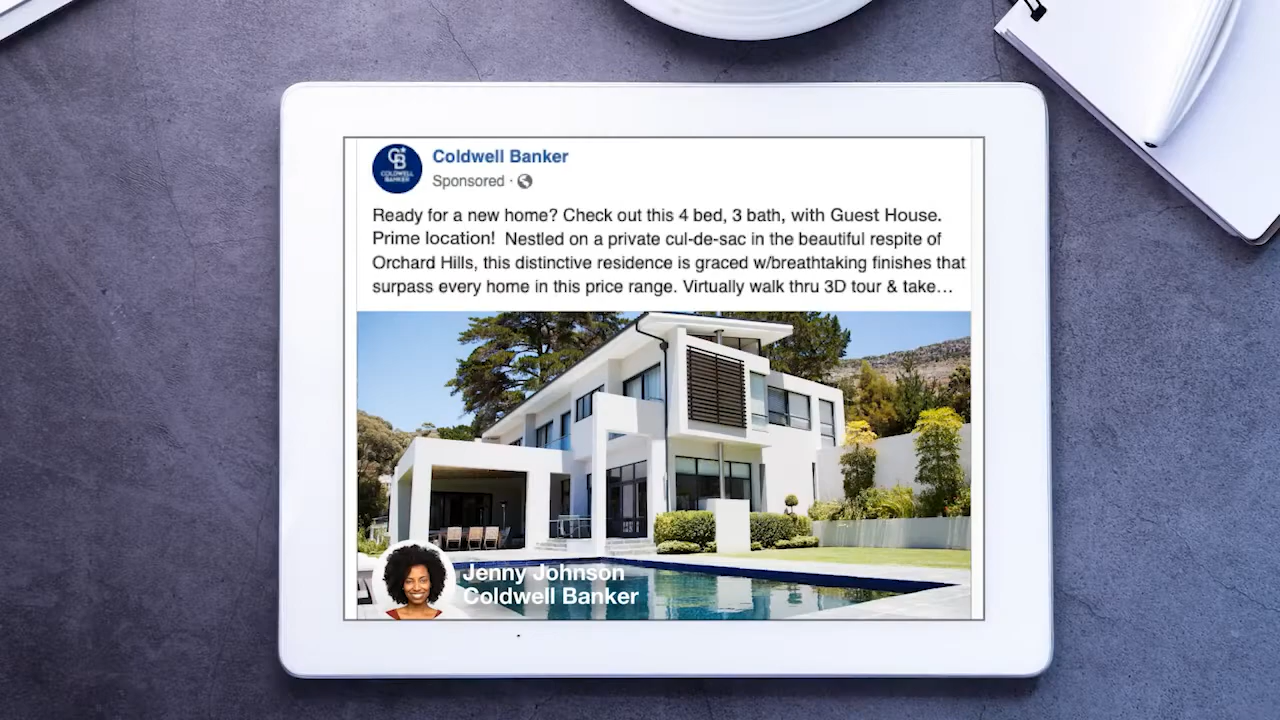 CB
COLDWELL
BANKER
Coldwell Banker
Sponsored ·
Ready for a new home? Check out this 4 bed, 3 bath, with Guest House.
Prime location! Nestled on a private cul-de-sac in the beautiful respite of
Orchard Hills, this distinctive residence is graced w/breathtaking finishes that
surpass every home in this price range. Virtually walk thru 3D tour & take...
Jenny Johnson
Coldwell Banker